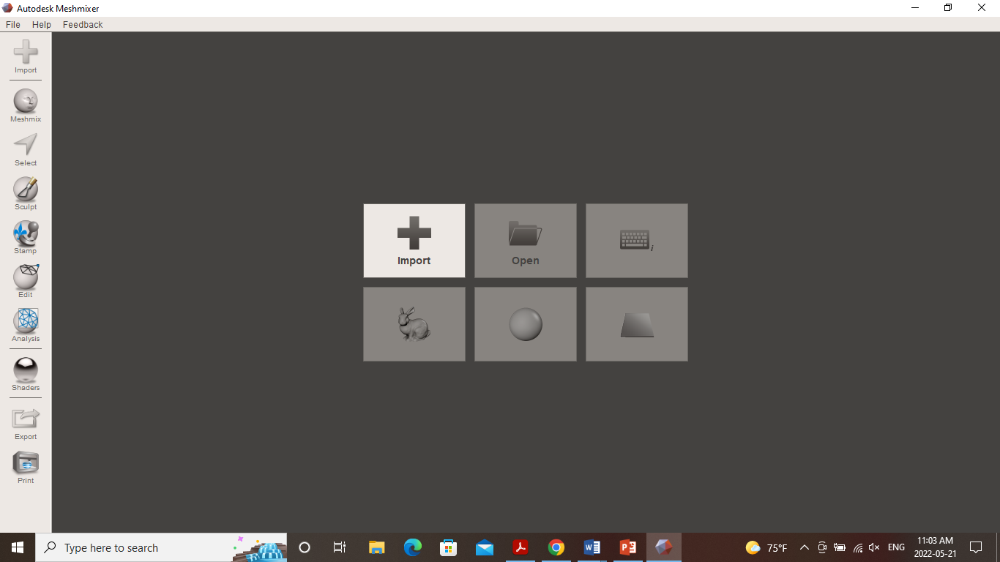 Autodesk Meshmixer
File Help Feedback
Import
Meshmix
Select
Sculpt
Stamp
Edit
Analysis
Shaders
Export
Print
Import
Open
i
Type here to search
75°F
ENG
11:03 AM
2022-05-21